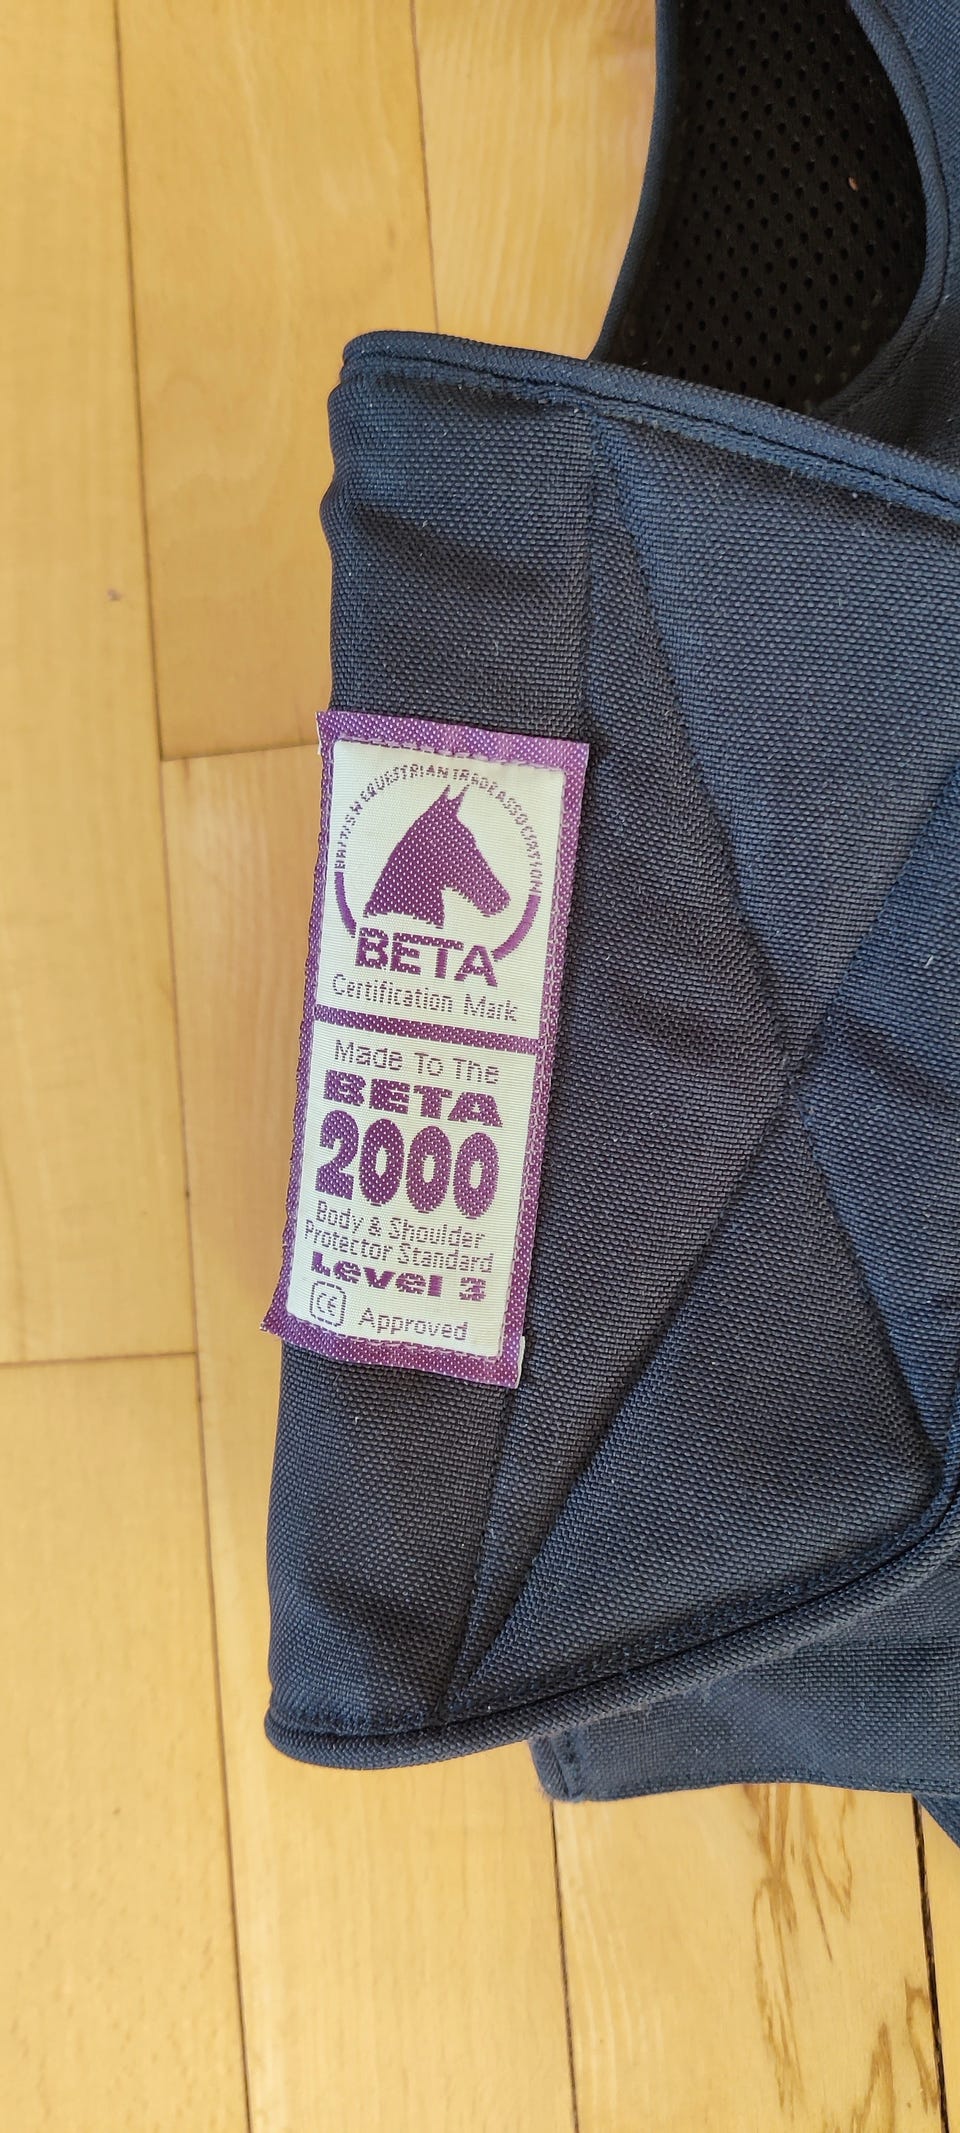 BRITISH EQUESTRIAN TRADE ASSOCIATION
BETA
Certification Mark
Made To The
BETA
2000
Body & Shoulder
Protector Standard
Level 3
CE Approved